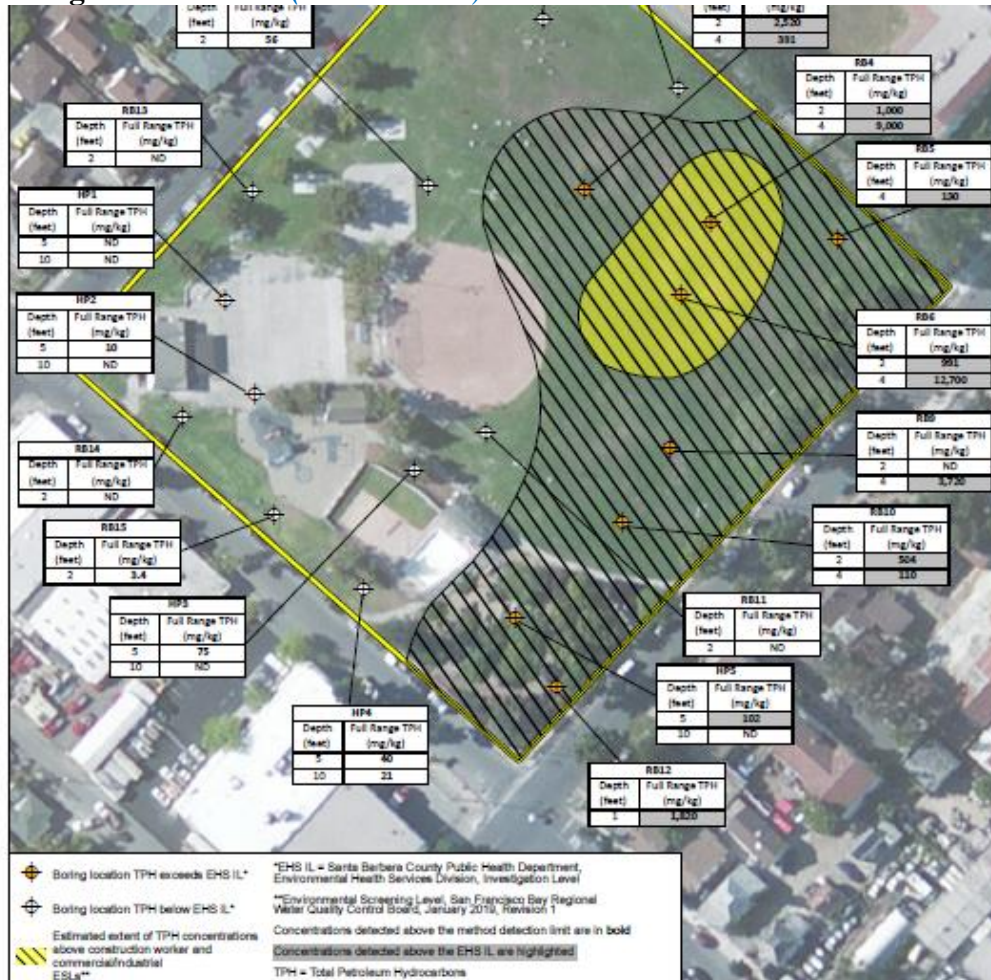 Depth Full Range TPH
(feet) (mg/kg)
2 56
(feet) (mg/kg)
2 2,520
4
RB4
Depth Full Range TPH
(feet) (mg/kg)
2 1,000
4 9,000
RB13
Depth Full Range TPH
(feet) (mg/kg)
2 ND
RB5
Depth Full Range TPH
(feet) (mg/kg)
4 130
HP1
Depth Full Range TPH
(feet) (mg/kg)
5 ND
10 ND
HP2
Depth Full Range TPH
(feet) (mg/kg)
5 10
10 ND
RB6
Depth Full Range TPH
(feet) (mg/kg)
2 991
4 12,700
RB9
Depth Full Range TPH
(feet) (mg/kg)
2 ND
4 3,720
RB14
Depth Full Range TPH
(feet) (mg/kg)
2 ND
RB15
Depth Full Range TPH
(feet) (mg/kg)
2 3.4
RB10
Depth Full Range TPH
(feet) (mg/kg)
2 504
4 110
HP3
Depth Full Range TPH
(feet) (mg/kg)
5 75
10 ND
RB11
Depth Full Range TPH
(feet) (mg/kg)
2 ND
HP5
Depth Full Range TPH
(feet) (mg/kg)
5 102
10 ND
HP4
Depth Full Range TPH
(feet) (mg/kg)
5 40
10 21
RB12
Depth Full Range TPH
(feet) (mg/kg)
1 1,820
Boring location TPH exceeds EHS IL*
Boring location TPH below EHS IL*
Estimated extent of TPH concentrations
above construction worker and
commercial/industrial
ESLs**
*EHS IL = Santa Barbara County Public Health Department,
Environmental Health Services Division, Investigation Level
**Environmental Screening Level, San Francisco Bay Regional
Water Quality Control Board, January 2019, Revision 1
Concentrations detected above the method detection limit are in bold
Concentrations detected above the EHS IL are highlighted
TPH = Total Petroleum Hydrocarbons